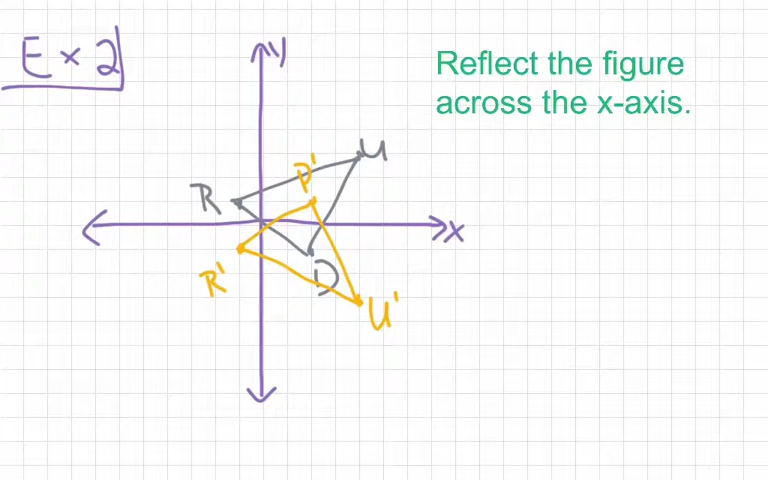 Ex 2
y
Reflect the figure
across the x-axis.
U
P'
R
x
R'
D
U'